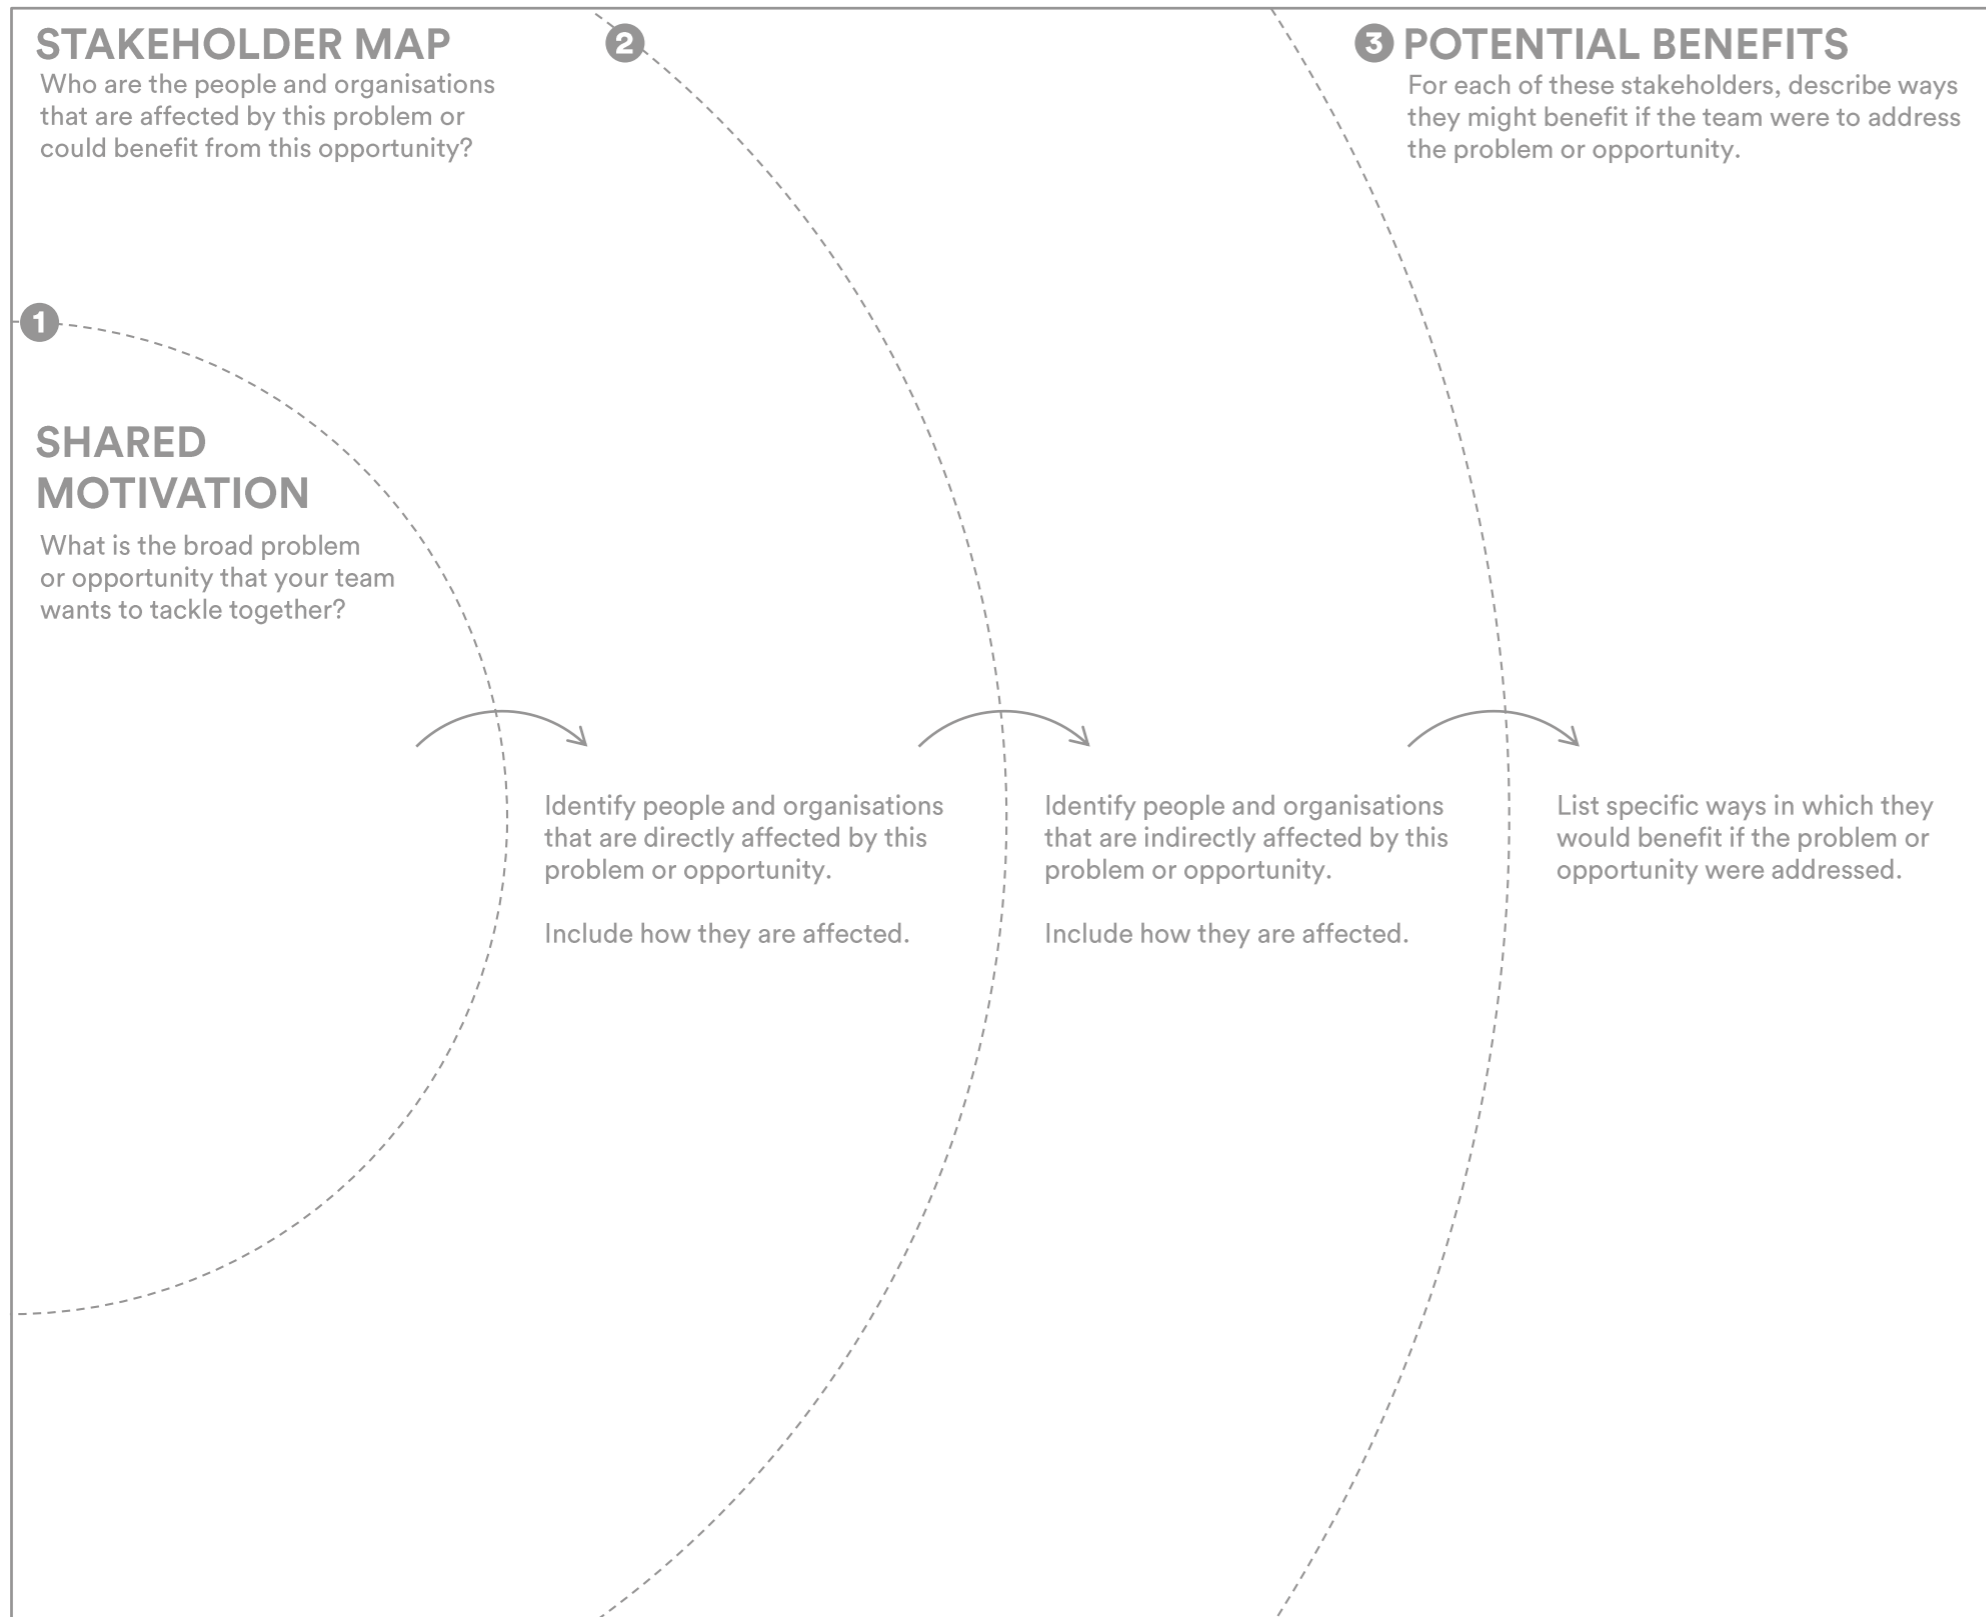 STAKEHOLDER MAP
Who are the people and organisations
that are affected by this problem or
could benefit from this opportunity?
2
3 POTENTIAL BENEFITS
For each of these stakeholders, describe ways
they might benefit if the team were to address
the problem or opportunity.
1
SHARED
MOTIVATION
What is the broad problem
or opportunity that your team
wants to tackle together?
Identify people and organisations
that are directly affected by this
problem or opportunity.
Include how they are affected.
Identify people and organisations
that are indirectly affected by this
problem or opportunity.
Include how they are affected.
List specific ways in which they
would benefit if the problem or
opportunity were addressed.